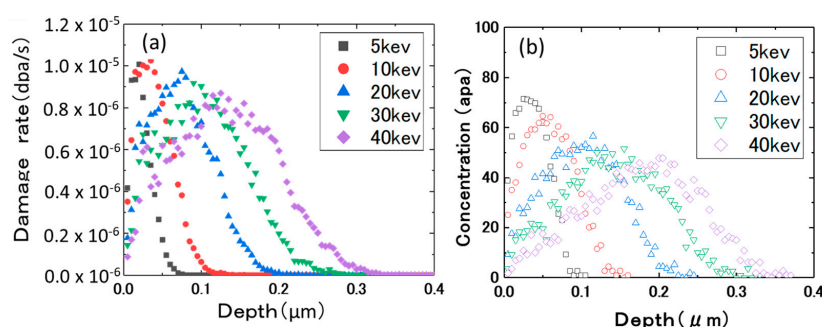 (a)
Damage rate (dba/s)
1.2 x 10⁻⁵
1.0 x 10⁻⁵
0.8 x 10⁻⁶
0.6 x 10⁻⁶
0.4 x 10⁻⁶
0.2 x 10⁻⁶
0.0 x 10⁻⁶
0.0 0.1 0.2 0.3 0.4
Depth(μm)
5kev
10kev
20kev
30kev
40kev
(b)
Concentration (apa)
100
80
60
40
20
0
0.0 0.1 0.2 0.3 0.4
Depth(μm)
5kev
10kev
20kev
30kev
40kev